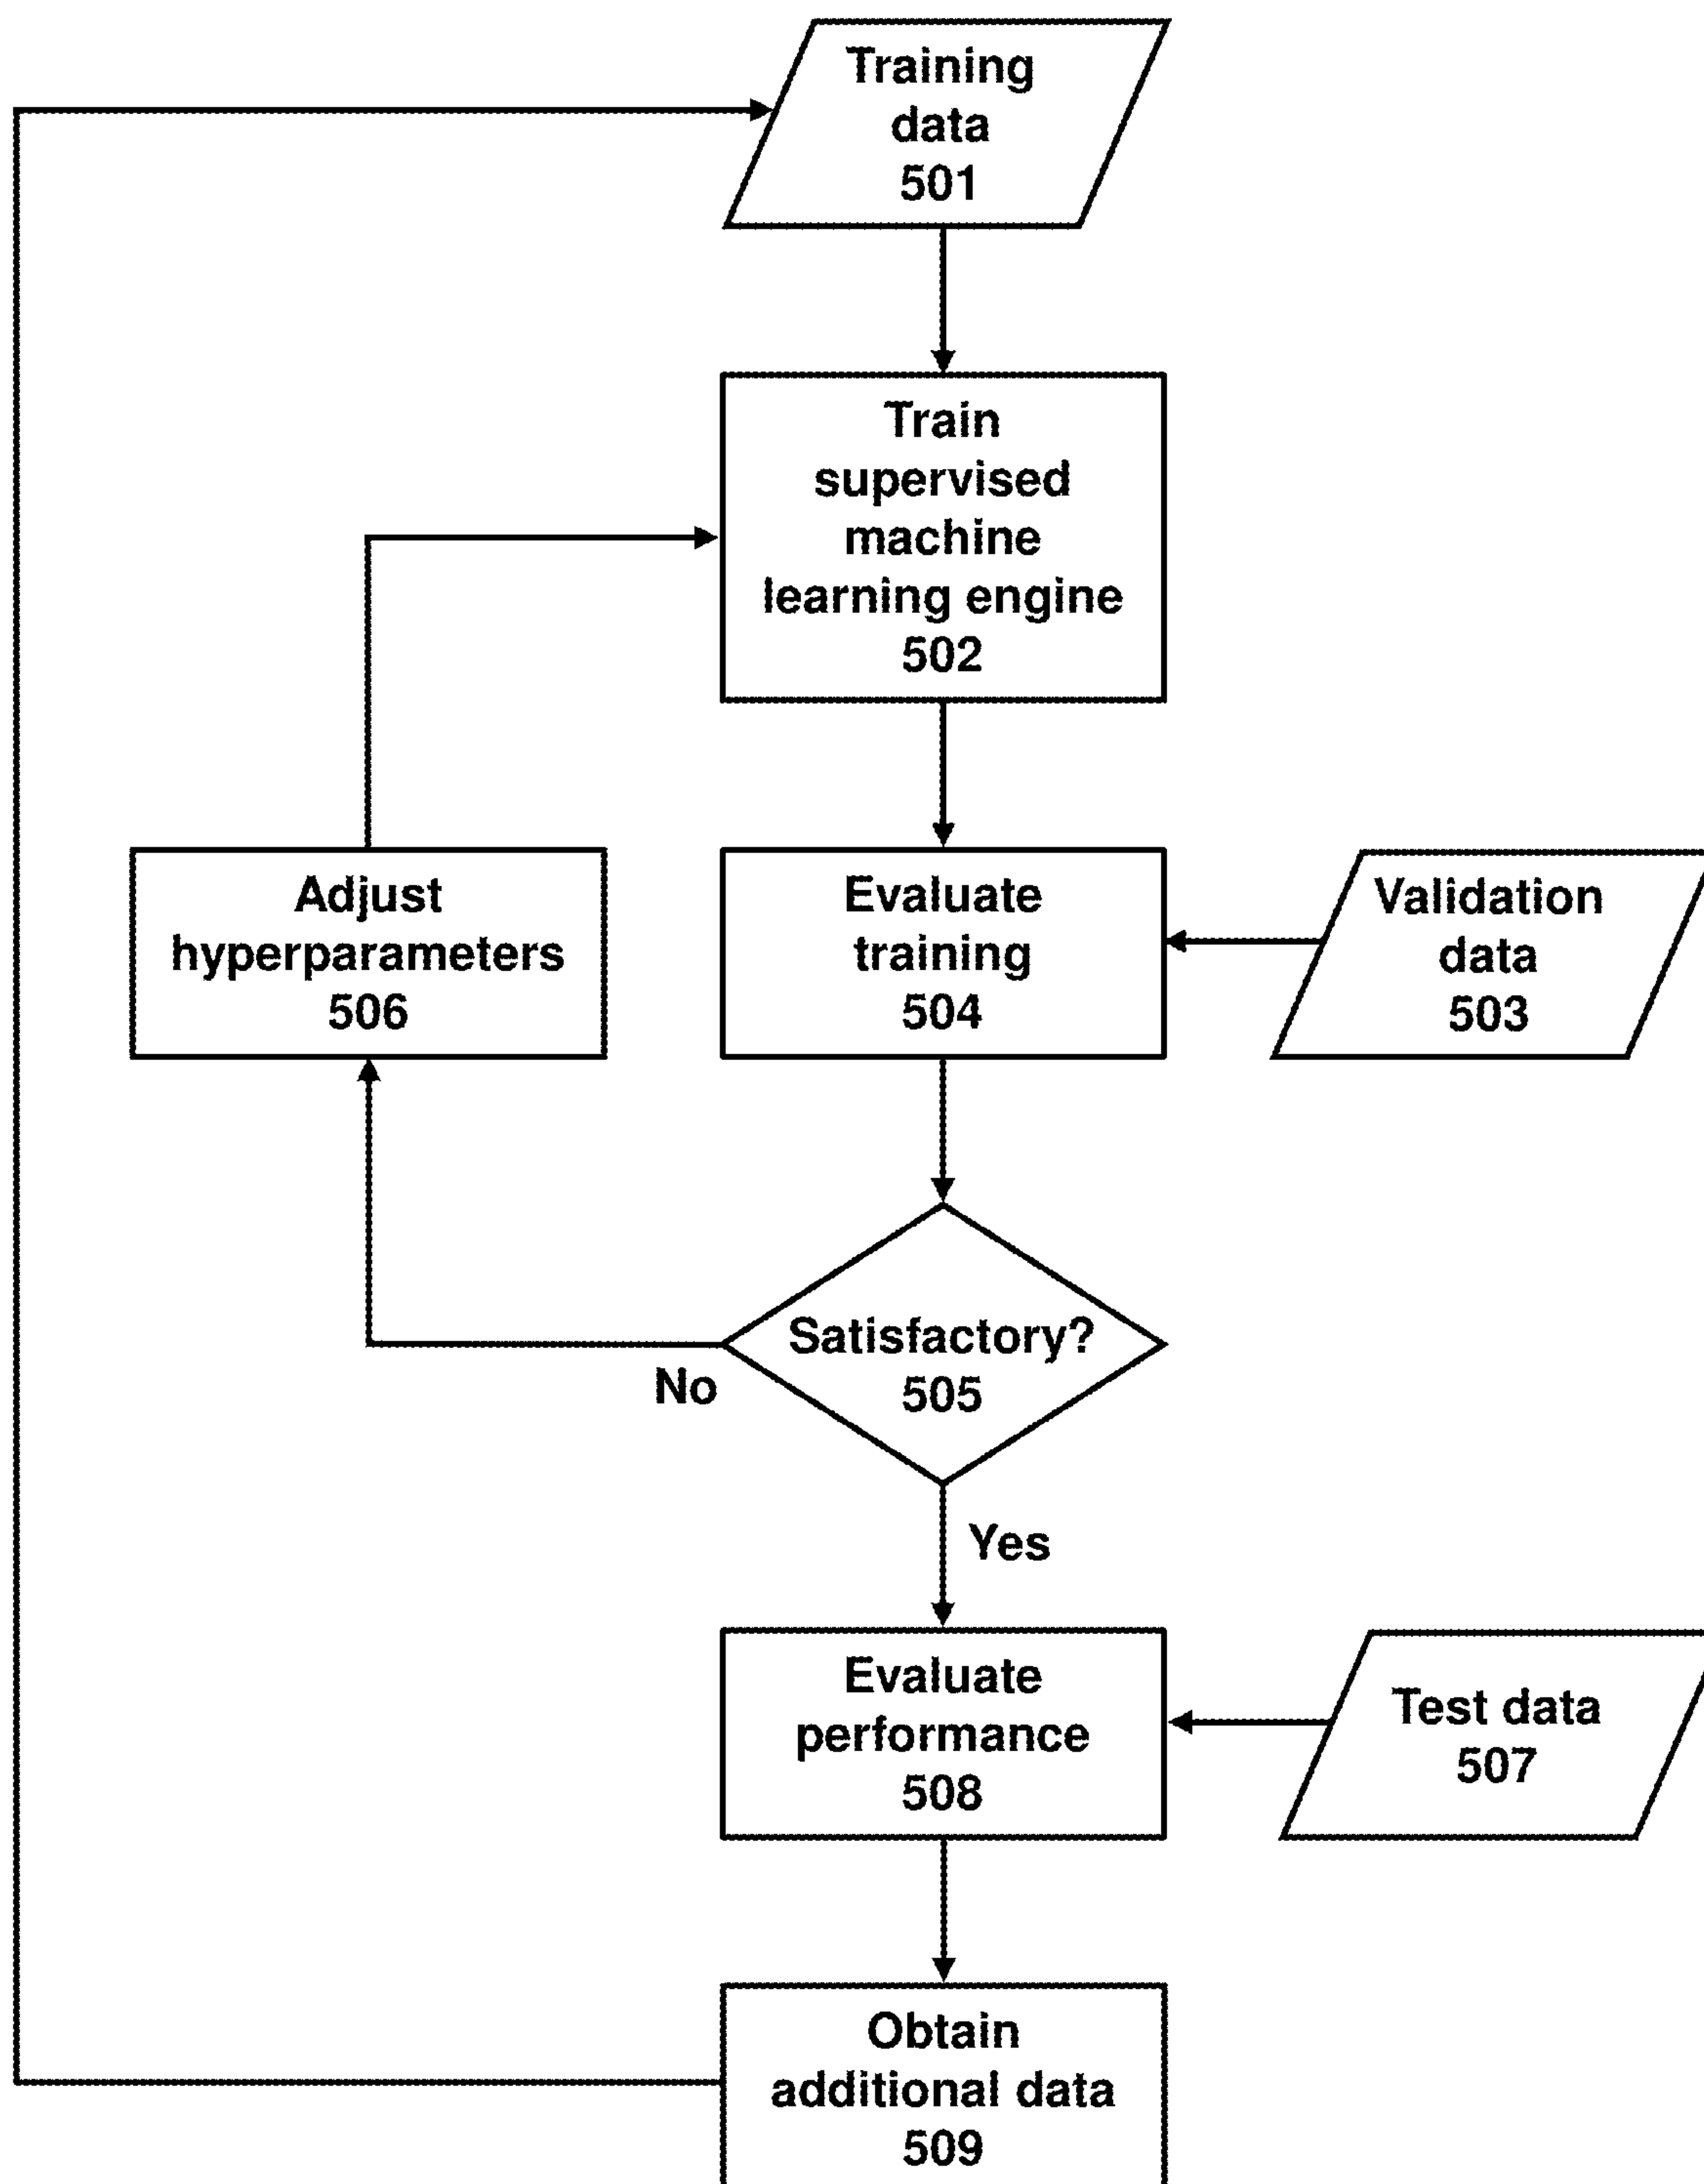 Training
data
501
Train
supervised
machine
learning engine
502
Adjust
hyperparameters
506
Evaluate
training
504
Validation
data
503
Satisfactory?
505
No
Yes
Evaluate
performance
508
Test data
507
Obtain
additional data
509